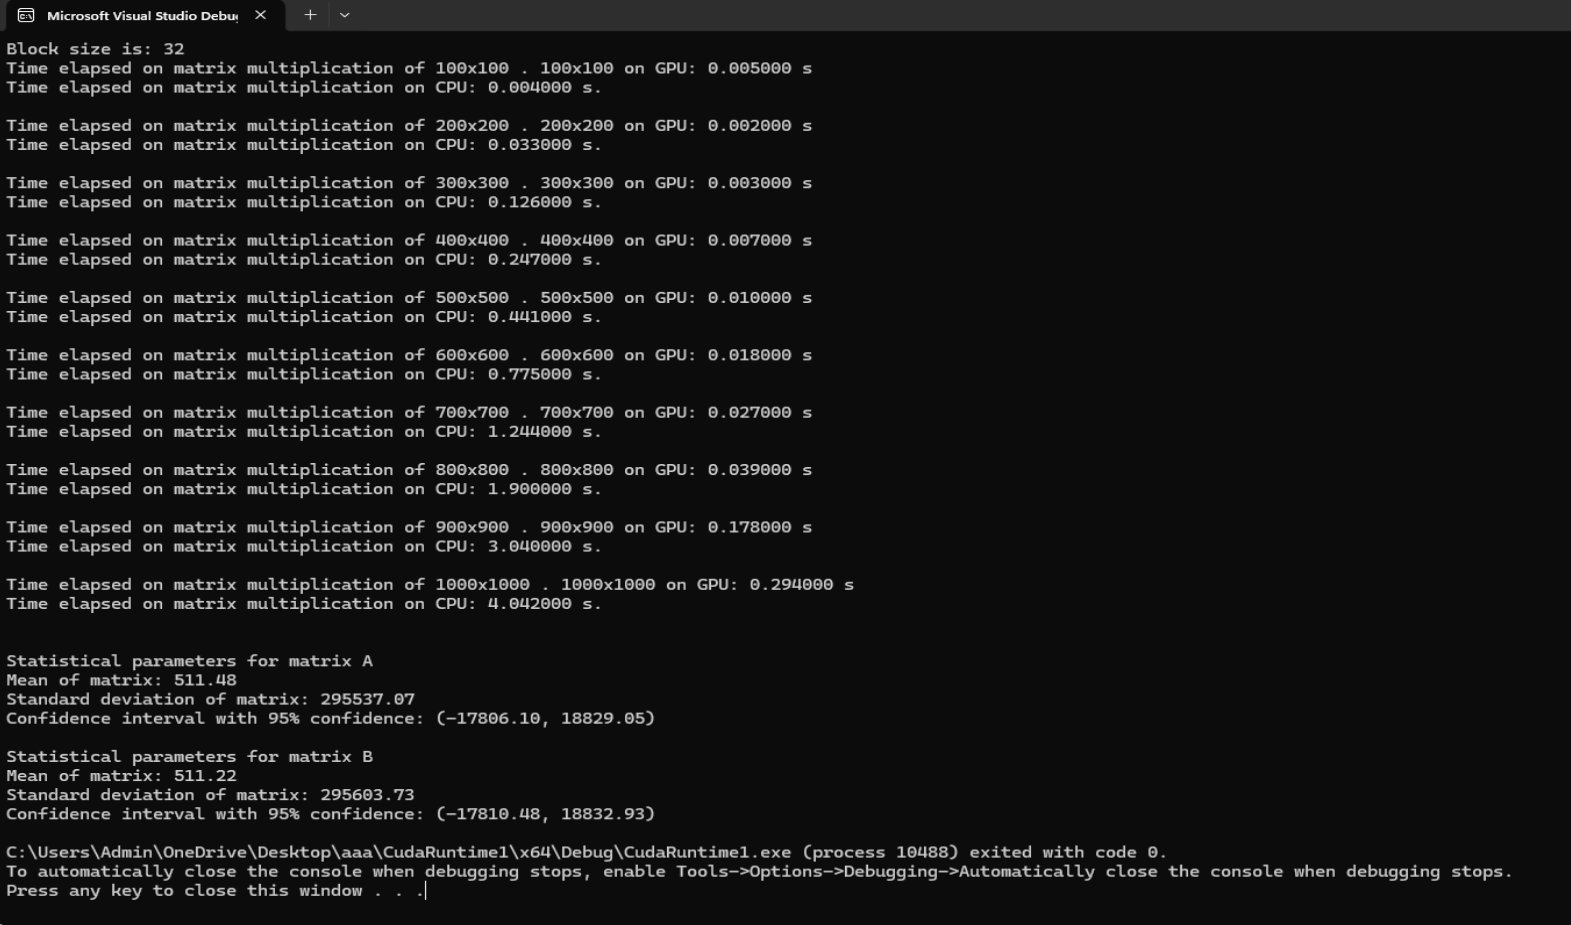 Microsoft Visual Studio Debug
Block size is: 32
Time elapsed on matrix multiplication of 100x100 . 100x100 on GPU: 0.005000 s
Time elapsed on matrix multiplication on CPU: 0.004000 s.
Time elapsed on matrix multiplication of 200x200 . 200x200 on GPU: 0.002000 s
Time elapsed on matrix multiplication on CPU: 0.033000 s.
Time elapsed on matrix multiplication of 300x300 . 300x300 on GPU: 0.003000 s
Time elapsed on matrix multiplication on CPU: 0.126000 s.
Time elapsed on matrix multiplication of 400x400 . 400x400 on GPU: 0.007000 s
Time elapsed on matrix multiplication on CPU: 0.247000 s.
Time elapsed on matrix multiplication of 500x500 . 500x500 on GPU: 0.010000 s
Time elapsed on matrix multiplication on CPU: 0.441000 s.
Time elapsed on matrix multiplication of 600x600 . 600x600 on GPU: 0.018000 s
Time elapsed on matrix multiplication on CPU: 0.775000 s.
Time elapsed on matrix multiplication of 700x700 . 700x700 on GPU: 0.027000 s
Time elapsed on matrix multiplication on CPU: 1.244000 s.
Time elapsed on matrix multiplication of 800x800 . 800x800 on GPU: 0.039000 s
Time elapsed on matrix multiplication on CPU: 1.900000 s.
Time elapsed on matrix multiplication of 900x900 . 900x900 on GPU: 0.178000 s
Time elapsed on matrix multiplication on CPU: 3.040000 s.
Time elapsed on matrix multiplication of 1000x1000 . 1000x1000 on GPU: 0.294000 s
Time elapsed on matrix multiplication on CPU: 4.042000 s.
Statistical parameters for matrix A
Mean of matrix: 511.48
Standard deviation of matrix: 295537.07
Confidence interval with 95% confidence: (-17806.10, 18829.05)
Statistical parameters for matrix B
Mean of matrix: 511.22
Standard deviation of matrix: 295603.73
Confidence interval with 95% confidence: (-17810.48, 18832.93)
C:\Users\Admin\OneDrive\Desktop\aaa\CudaRuntime1\x64\Debug\CudaRuntime1.exe (process 10488) exited with code 0.
To automatically close the console when debugging stops, enable Tools->Options->Debugging->Automatically close the console when debugging stops.
Press any key to close this window . . .